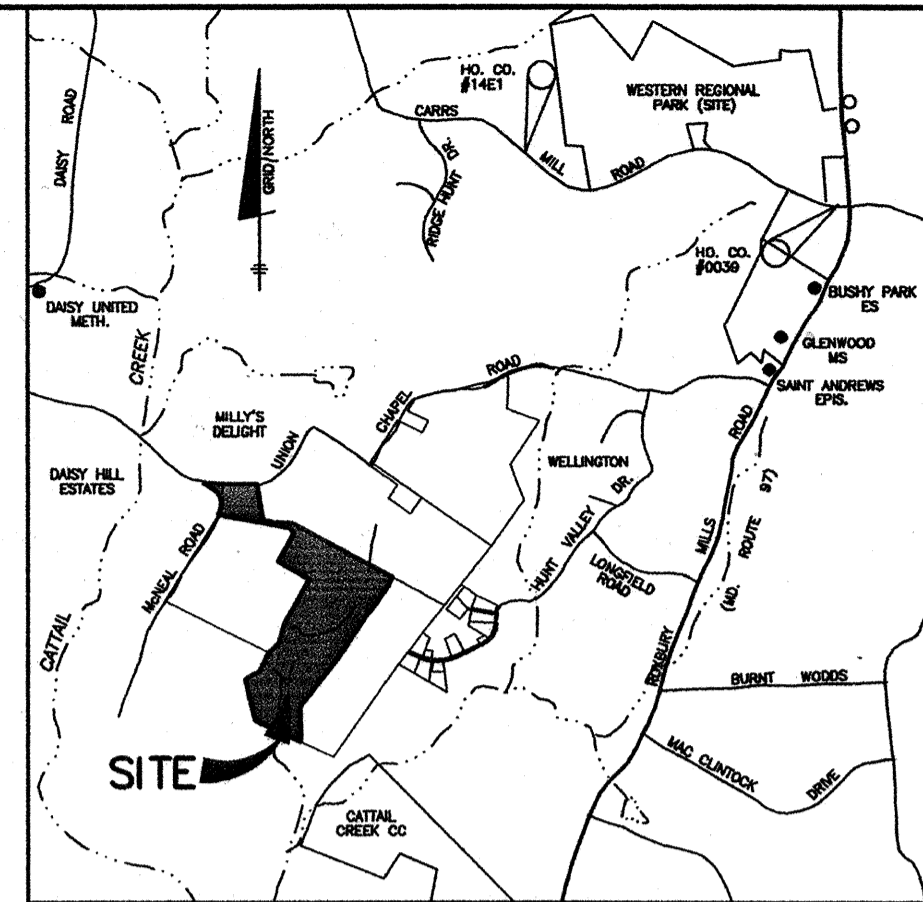 DAISY ROAD
GRID/NORTH
HO. CO.
#14E1
CARRS MILL ROAD
WESTERN REGIONAL
PARK (SITE)
RIDGE HUNT DR.
HO. CO.
#0039
DAISY UNITED
METH.
BUSHY PARK
ES
GLENWOOD
MS
SAINT ANDREWS
EPIS.
CATTAIL CREEK
MILLY'S
DELIGHT
UNION CHAPEL ROAD
DAISY HILL
ESTATES
WELLINGTON
HUNT VALLEY DR.
LONGFIELD
ROAD
McNEAL ROAD
ROXBURY MILLS ROAD
(MD. ROUTE 97)
BURNT WODDS
MAC CLINTOCK DRIVE
SITE
CATTAIL
CREEK CC